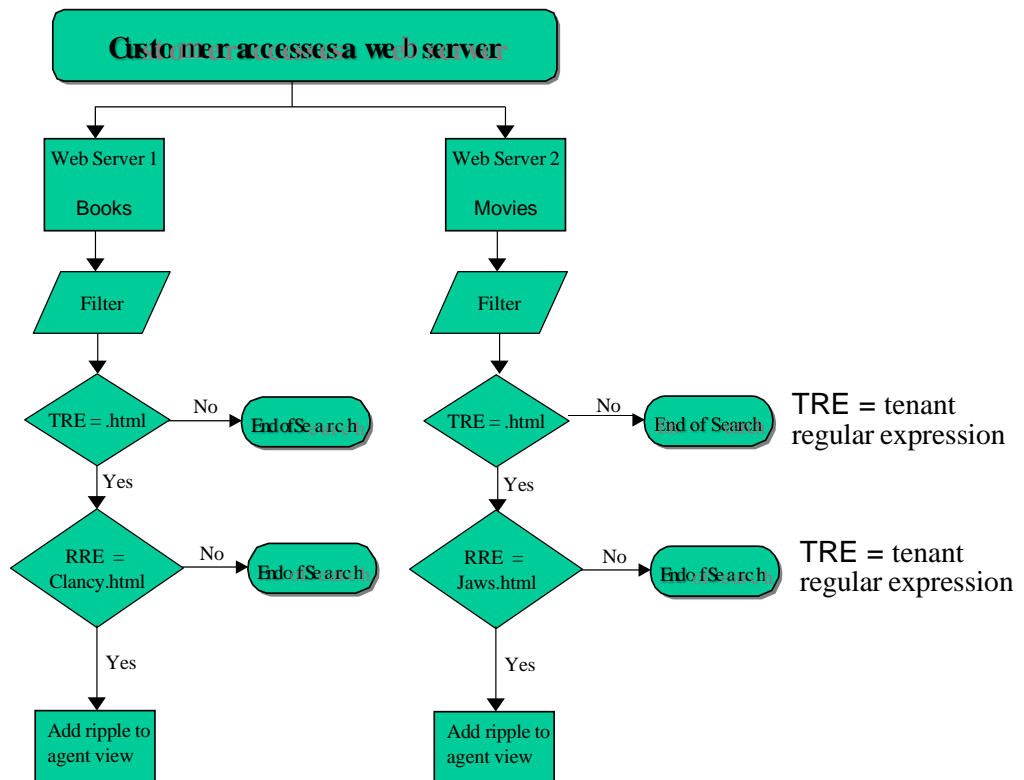 Customer accesses a web server
Web Server 1
Books
Web Server 2
Movies
Filter
Filter
TRE = .html
No
End of Search
TRE = .html
No
End of Search
TRE = tenant
regular expression
Yes
Yes
RRE =
Clancy.html
No
End of Search
RRE =
Jaws.html
No
End of Search
TRE = tenant
regular expression
Yes
Yes
Add ripple to
agent view
Add ripple to
agent view